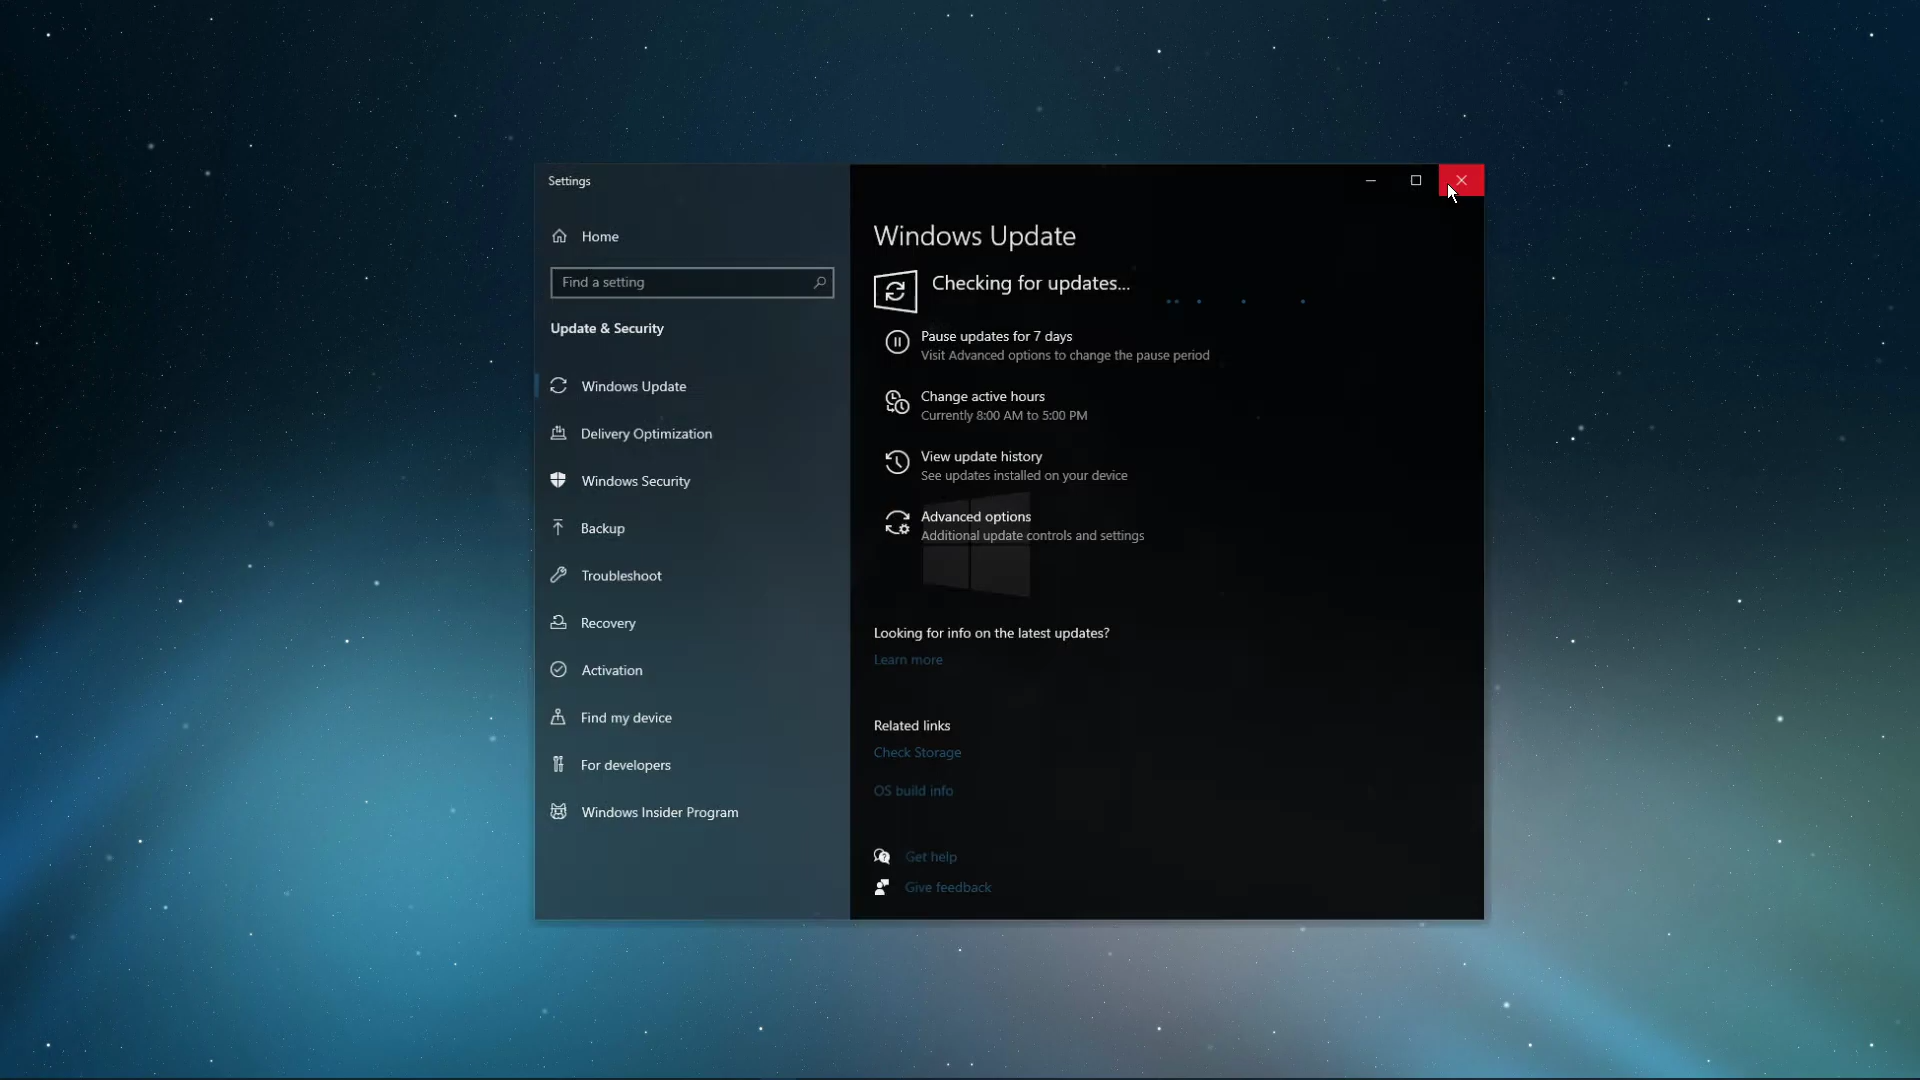 Settings
Home
Find a setting
Update & Security
Windows Update
Delivery Optimization
Windows Security
Backup
Troubleshoot
Recovery
Activation
Find my device
For developers
Windows Insider Program
Windows Update
Checking for updates...
Pause updates for 7 days
Visit Advanced options to change the pause period
Change active hours
Currently 8:00 AM to 5:00 PM
View update history
See updates installed on your device
Advanced options
Additional update controls and settings
Looking for info on the latest updates?
Learn more
Related links
Check Storage
OS build info
Get help
Give feedback